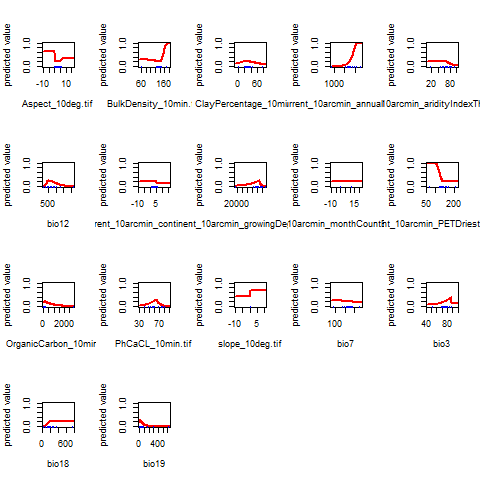 predicted value
0.0 1.0
-10 10
Aspect_10deg.tif
predicted value
0.0 1.0
60 160
BulkDensity_10min.
predicted value
0.0 1.0
0 60
ClayPercentage_10mi
predicted value
0.0 1.0
1000
rrent_10arcmin_annual
predicted value
0.0 1.0
20 80
10arcmin_aridityIndexTh
predicted value
0.0 1.0
500
bio12
predicted value
0.0 1.0
-10 5
rent_10arcmin_continent
predicted value
0.0 1.0
20000
_10arcmin_growingDe
predicted value
0.0 1.0
-10 15
_10arcmin_monthCountt
predicted value
0.0 1.0
50 200
nt_10arcmin_PETDriest
predicted value
0.0 1.0
0 2000
OrganicCarbon_10mir
predicted value
0.0 1.0
30 70
PhCaCL_10min.tif
predicted value
0.0 1.0
-10 5
slope_10deg.tif
predicted value
0.0 1.0
100
bio7
predicted value
0.0 1.0
40 80
bio3
predicted value
0.0 1.0
0 600
bio18
predicted value
0.0 1.0
0 400
bio19